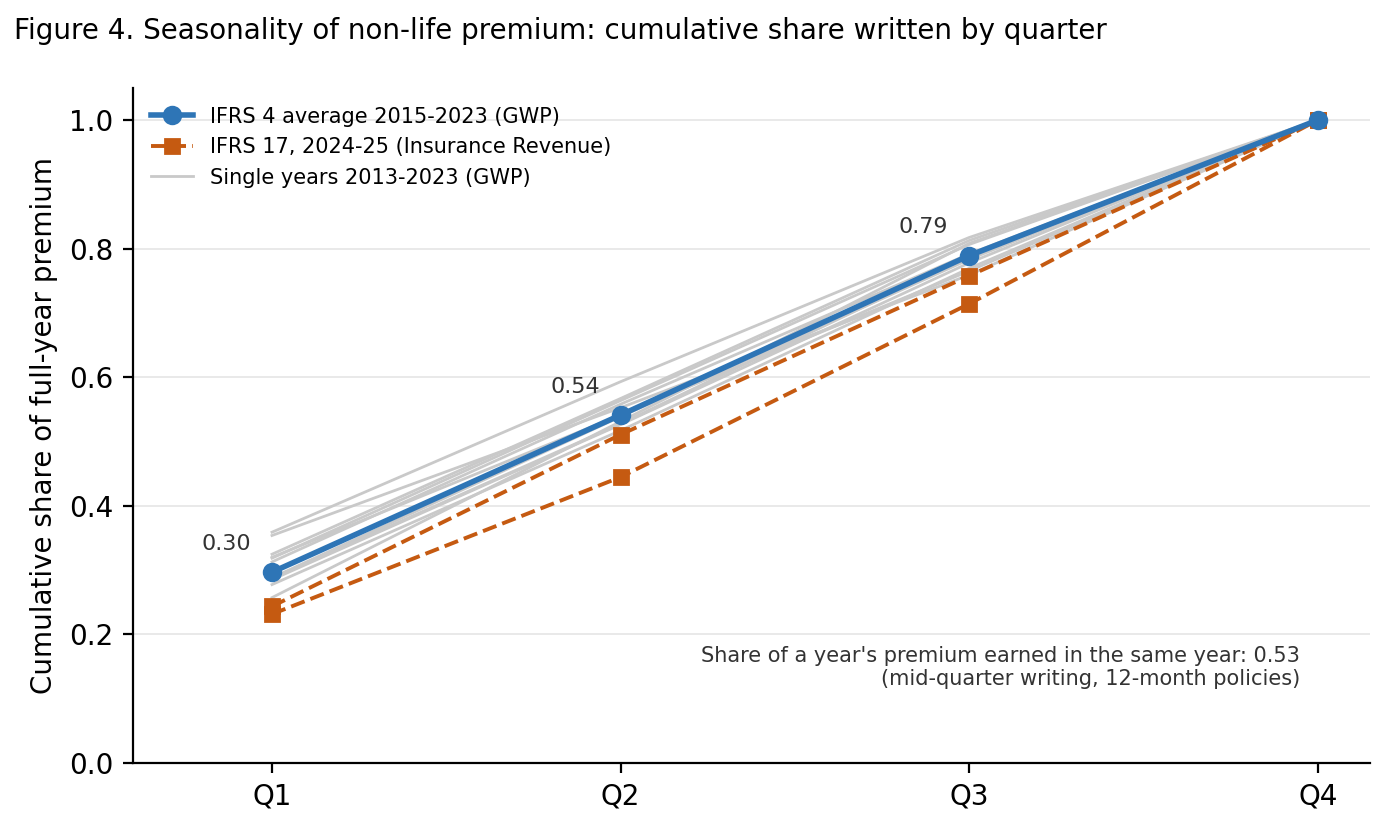 Figure 4. Seasonality of non-life premium: cumulative share written by quarter
IFRS 4 average 2015-2023 (GWP)
IFRS 17, 2024-25 (Insurance Revenue)
Single years 2013-2023 (GWP)
Cumulative share of full-year premium
1.0
0.8
0.6
0.4
0.2
0.0
0.30
0.54
0.79
Share of a year's premium earned in the same year: 0.53
(mid-quarter writing, 12-month policies)
Q1
Q2
Q3
Q4